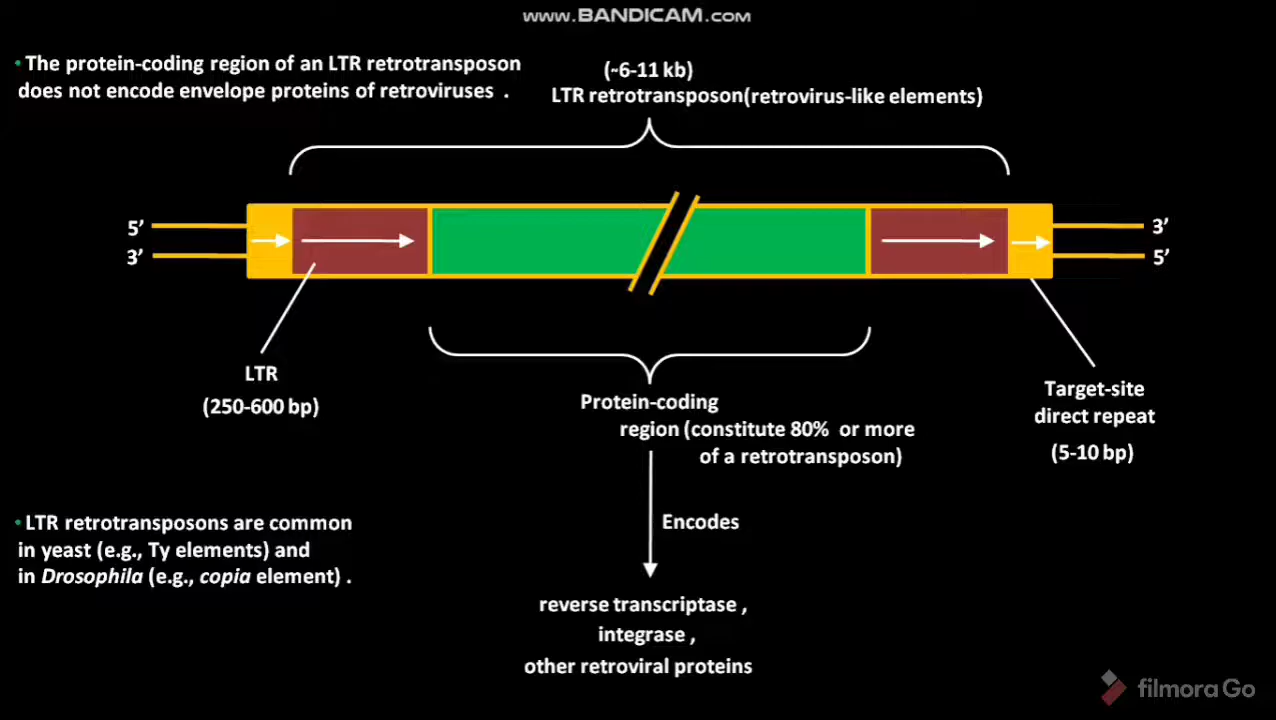 www.BANDICAM.com
• The protein-coding region of an LTR retrotransposon
does not encode envelope proteins of retroviruses .
(~6-11 kb)
LTR retrotransposon(retrovirus-like elements)
5’
3’
3’
5’
LTR
(250-600 bp)
Protein-coding
region (constitute 80% or more
of a retrotransposon)
Target-site
direct repeat
(5-10 bp)
Encodes
• LTR retrotransposons are common
in yeast (e.g., Ty elements) and
in Drosophila (e.g., copia element) .
reverse transcriptase ,
integrase ,
other retroviral proteins
filmora Go